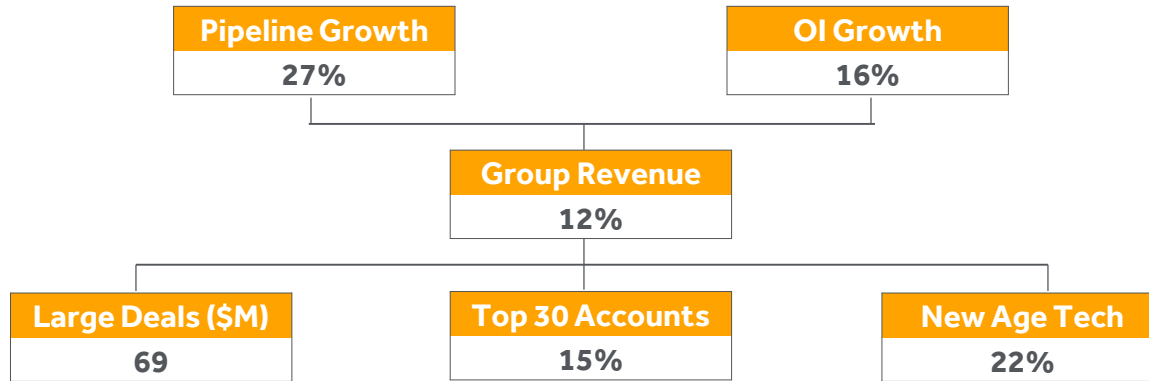 Pipeline Growth
27%
OI Growth
16%
Group Revenue
12%
Large Deals ($M)
69
Top 30 Accounts
15%
New Age Tech
22%